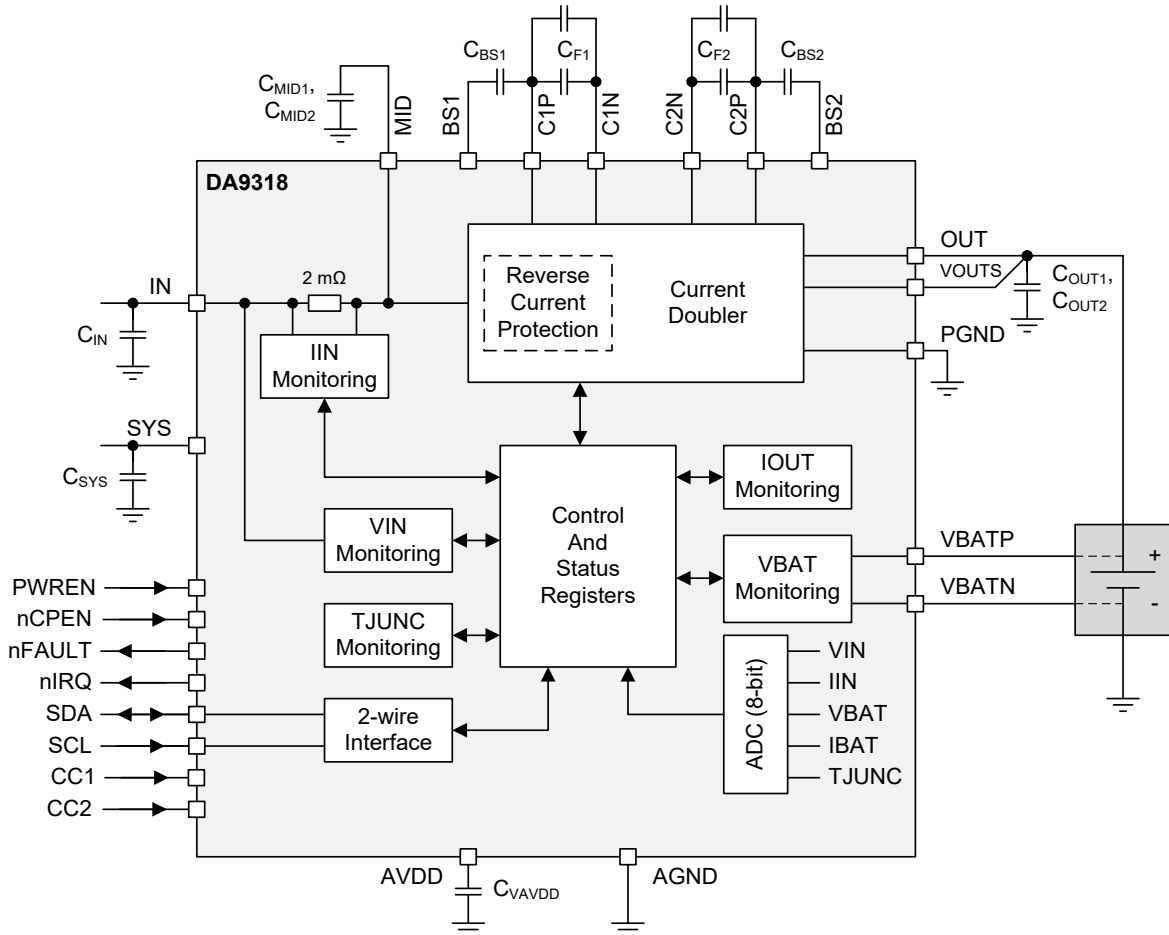 CBS1
CF1
CF2
CBS2
CMID1,
CMID2
MID
BS1
C1P
C1N
C2N
C2P
BS2
DA9318
IN
2 mΩ
CIN
IIN
Monitoring
Reverse
Current
Protection
Current
Doubler
OUT
VOUTS
COUT1,
COUT2
PGND
SYS
CSYS
VIN
Monitoring
TJUNC
Monitoring
2-wire
Interface
Control
And
Status
Registers
IOUT
Monitoring
VBAT
Monitoring
VBATP
VBATN
+
-
ADC (8-bit)
VIN
IIN
VBAT
IBAT
TJUNC
PWREN
nCPEN
nFAULT
nIRQ
SDA
SCL
CC1
CC2
AVDD
CVAVDD
AGND